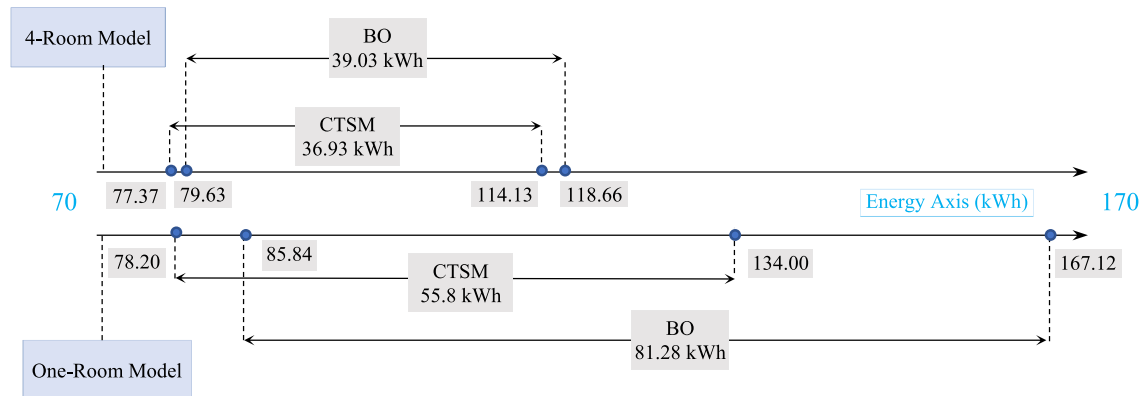 4-Room Model
BO
39.03 kWh
CTSM
36.93 kWh
77.37
79.63
114.13
118.66
70
Energy Axis (kWh)
170
78.20
85.84
134.00
167.12
CTSM
55.8 kWh
BO
81.28 kWh
One-Room Model